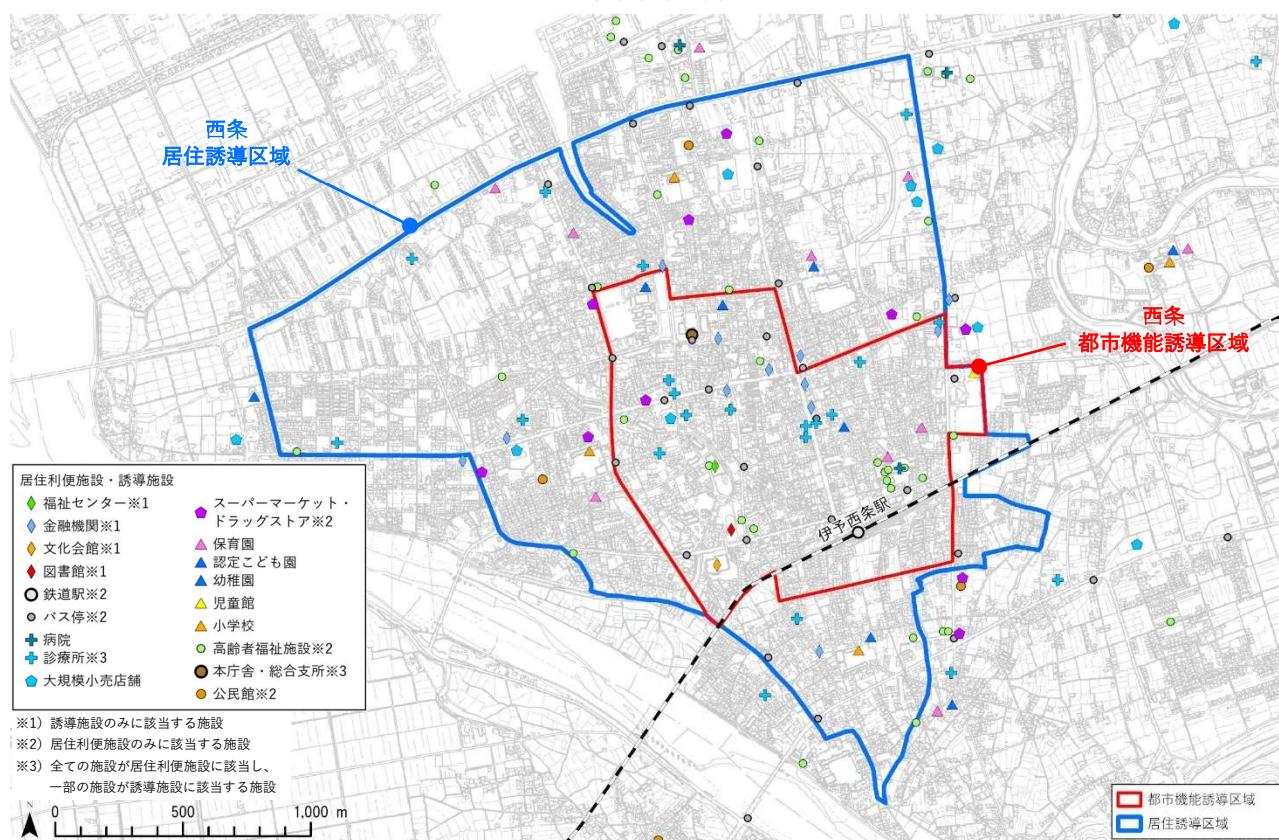 西条
居住誘導区域
西条
都市機能誘導区域
伊予西条駅
居住利便施設・誘導施設
福祉センター※1
金融機関※1
文化会館※1
図書館※1
鉄道駅※2
バス停※2
病院
診療所※3
大規模小売店舗
スーパーマーケット・
ドラッグストア※2
保育園
認定こども園
幼稚園
児童館
小学校
高齢者福祉施設※2
本庁舎・総合支所※3
公民館※2
※1）誘導施設のみに該当する施設
※2）居住利便施設のみに該当する施設
※3）全ての施設が居住利便施設に該当し、
一部の施設が誘導施設に該当する施設
N
0 500 1,000 m
都市機能誘導区域
居住誘導区域